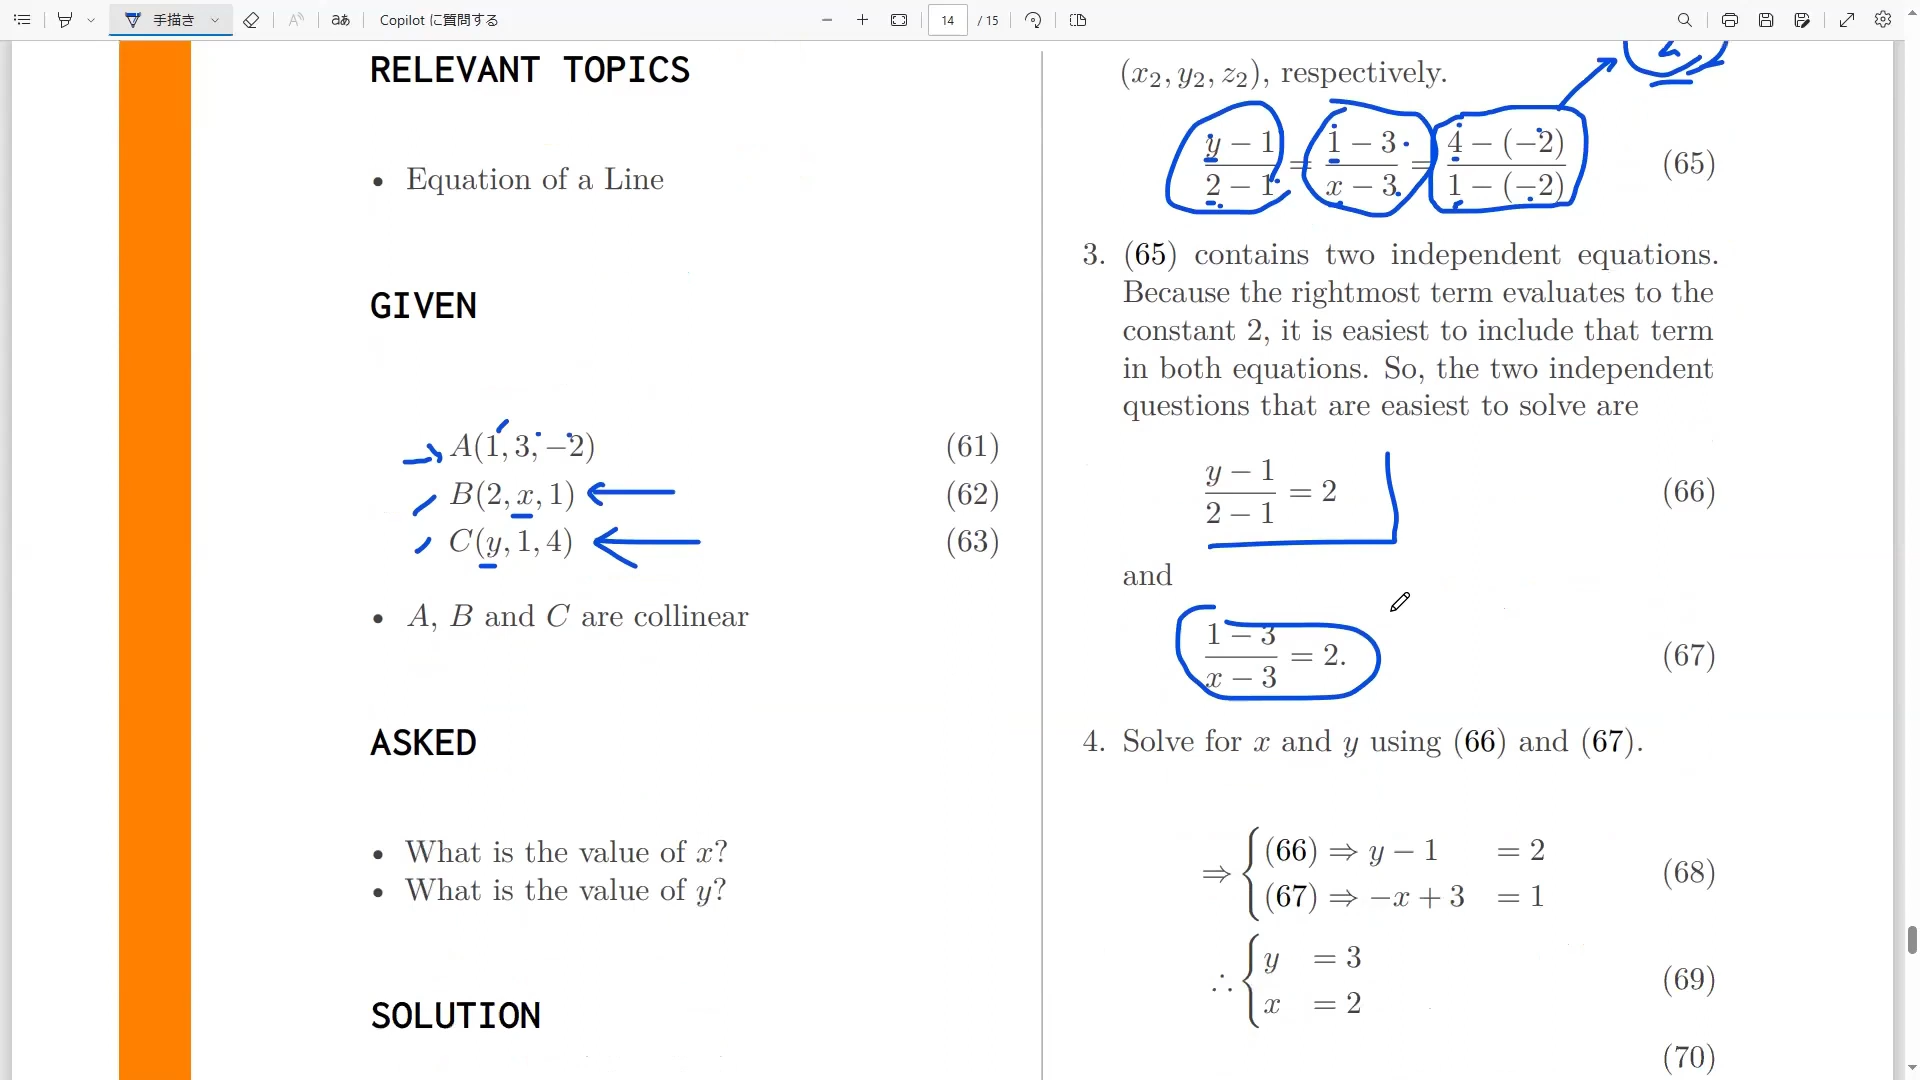 手描き
aあ
Copilot に質問する
14 / 15
RELEVANT TOPICS
• Equation of a Line
GIVEN
A(1, 3, −2) (61)
B(2, x, 1) (62)
C(y, 1, 4) (63)
• A, B and C are collinear
ASKED
• What is the value of x?
• What is the value of y?
SOLUTION
2
(x₂, y₂, z₂), respectively.
y − 1 / 2 − 1 = 1 − 3 / x − 3 = 4 − (−2) / 1 − (−2) (65)
3. (65) contains two independent equations.
Because the rightmost term evaluates to the
constant 2, it is easiest to include that term
in both equations. So, the two independent
questions that are easiest to solve are
y − 1 / 2 − 1 = 2 (66)
and
1 − 3 / x − 3 = 2. (67)
4. Solve for x and y using (66) and (67).
⇒ { (66) ⇒ y − 1 = 2
(67) ⇒ −x + 3 = 1 (68)
∴ { y = 3
x = 2 (69)
(70)